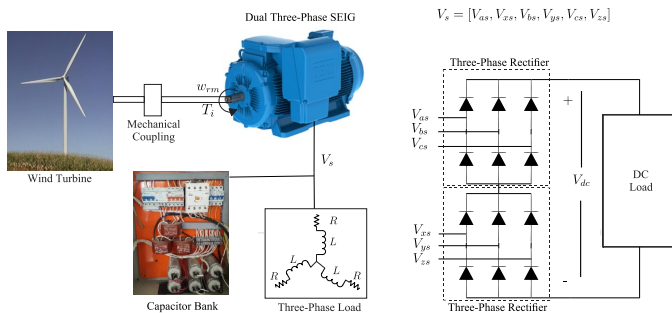 Dual Three-Phase SEIG
V_s = [V_as, V_xs, V_bs, V_ys, V_cs, V_zs]
w_rm
T_i
Mechanical
Coupling
Wind Turbine
V_s
Capacitor Bank
R
L
L
L
R
R
Three-Phase Load
Three-Phase Rectifier
V_as
V_bs
V_cs
+
V_dc
DC
Load
V_xs
V_ys
V_zs
-
Three-Phase Rectifier